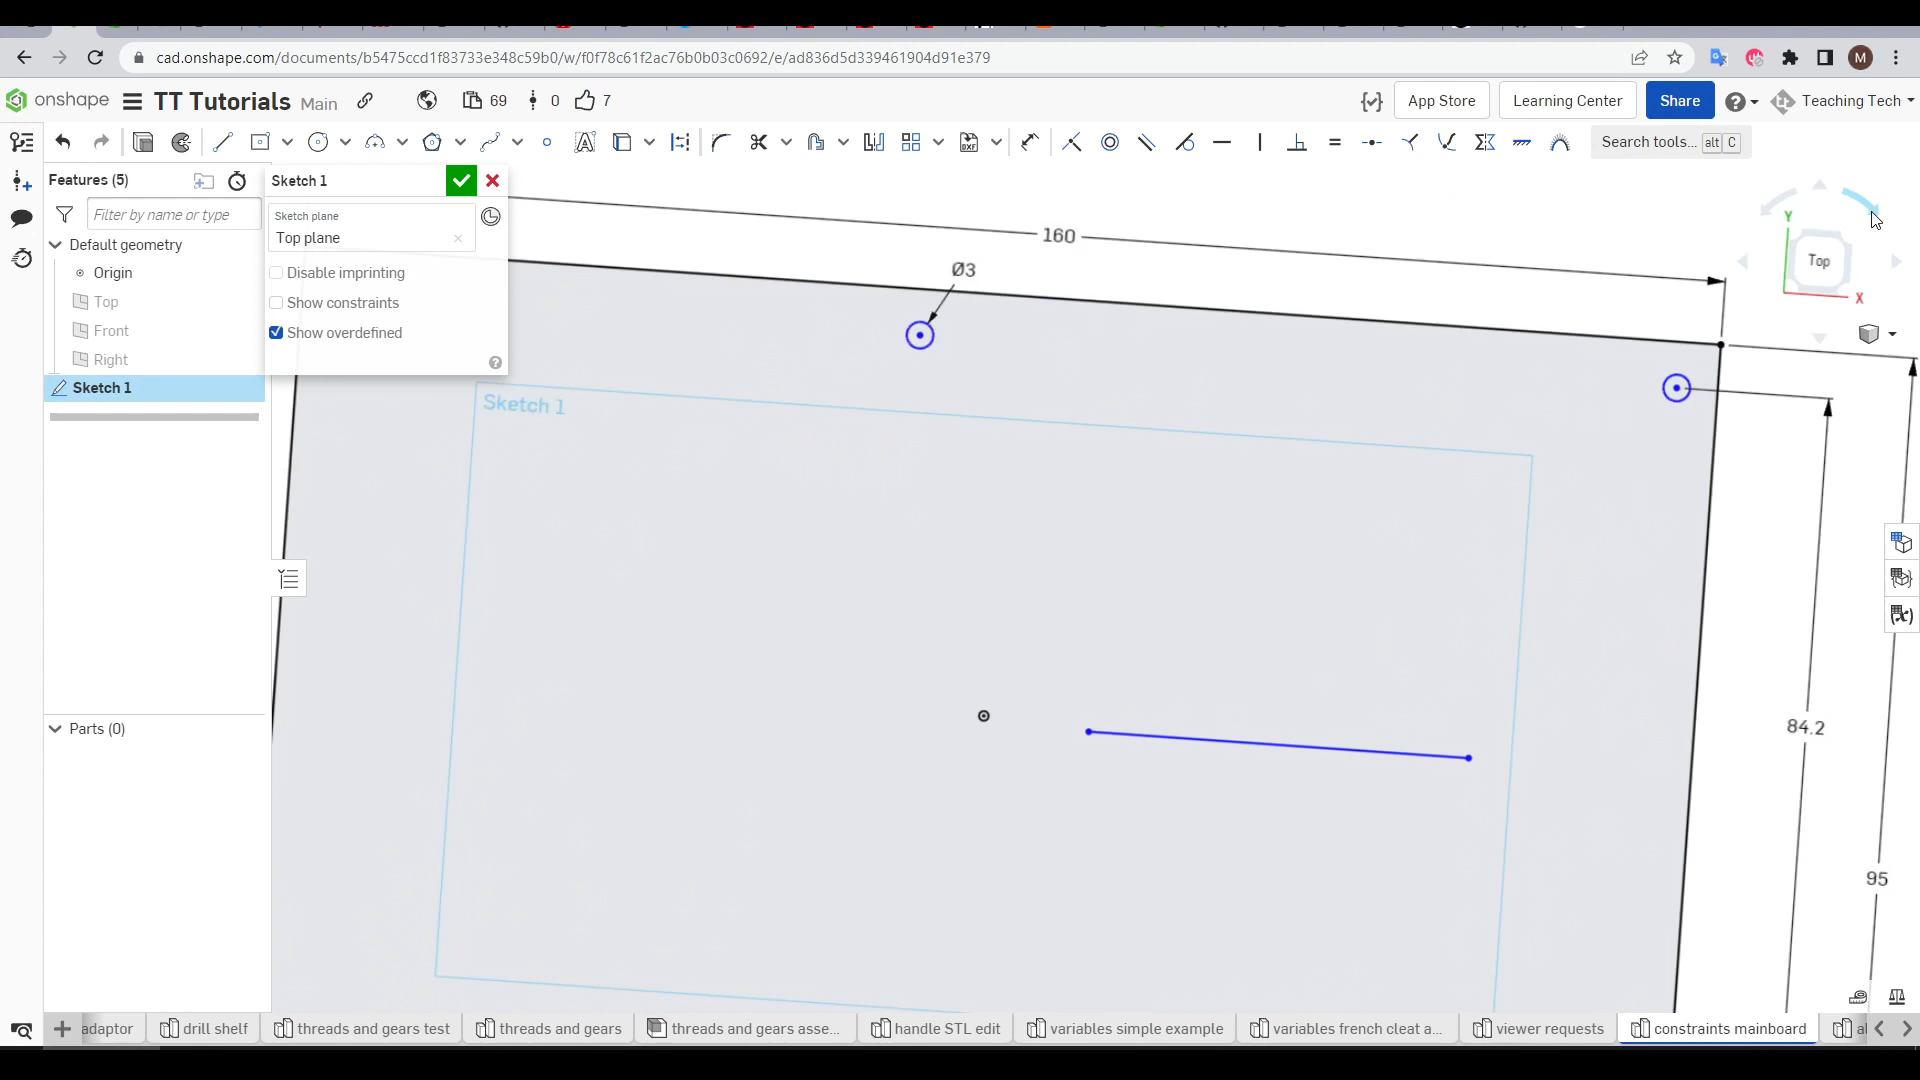 cad.onshape.com/documents/b5475ccd1f83733e348c59b0/w/f0f78c61f2ac76b0b03c0692/e/ad836d5d339461904d91e379
M
onshape TT Tutorials Main 69 0 7 App Store Learning Center Share Teaching Tech
Search tools... alt C
Features (5)
Filter by name or type
Default geometry
Origin
Top
Front
Right
Sketch 1
Parts (0)
Sketch 1
Sketch plane
Top plane
Disable imprinting
Show constraints
Show overdefined
160
Ø3
Sketch 1
84.2
95
Y
Top
X
adaptor drill shelf threads and gears test threads and gears threads and gears asse... handle STL edit variables simple example variables french cleat a... viewer requests constraints mainboard al